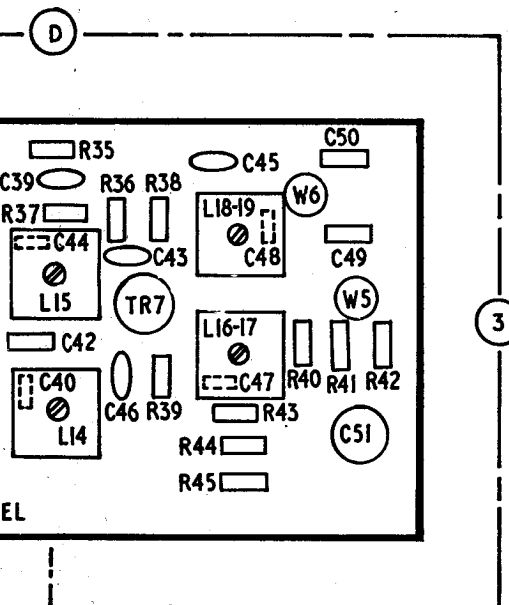 D
C50
R35
C45
C39
R36 R38
W6
L18-19
R37
C44
C43
C48
C49
L15
TR7
W5
L16-17
3
C42
C40
C47
R40 R41 R42
C46 R39
R43
L14
C51
R44
R45
EL